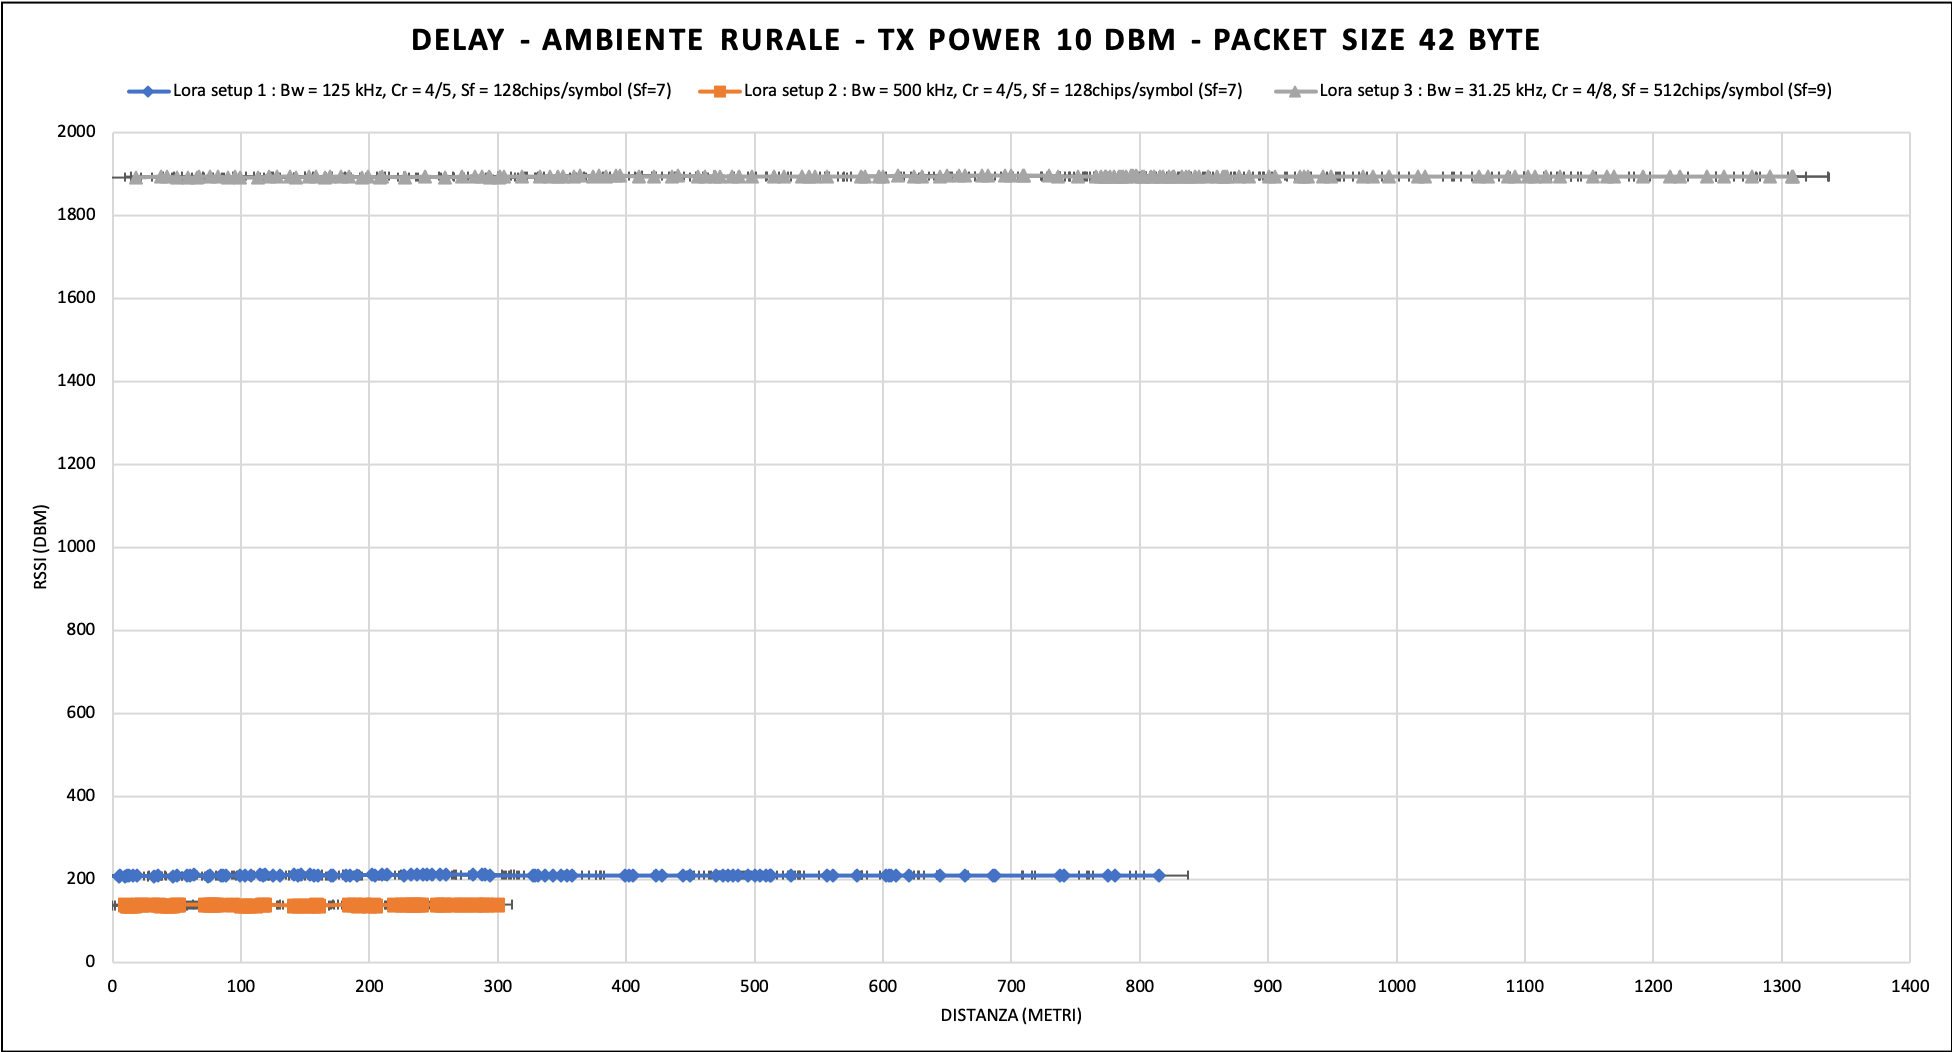 DELAY - AMBIENTE RURALE - TX POWER 10 DBM - PACKET SIZE 42 BYTE
Lora setup 1 : Bw = 125 kHz, Cr = 4/5, Sf = 128chips/symbol (Sf=7)
Lora setup 2 : Bw = 500 kHz, Cr = 4/5, Sf = 128chips/symbol (Sf=7)
Lora setup 3 : Bw = 31.25 kHz, Cr = 4/8, Sf = 512chips/symbol (Sf=9)
2000
1800
1600
1400
1200
1000
800
600
400
200
0
RSSI (DBM)
0 100 200 300 400 500 600 700 800 900 1000 1100 1200 1300 1400
DISTANZA (METRI)